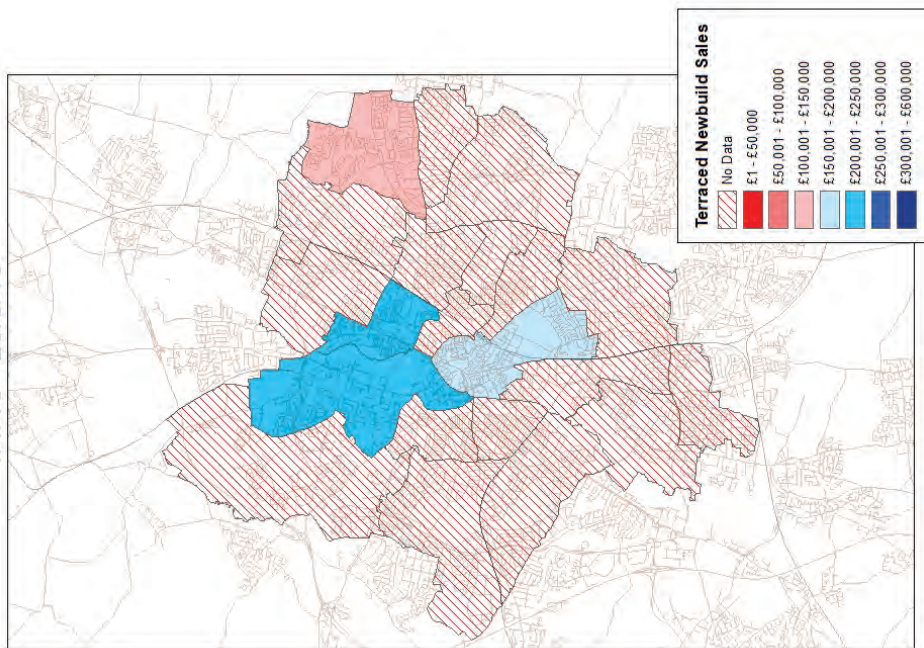 Terraced Newbuild Sales
No Data
£1 - £50,000
£50,001 - £100,000
£100,001 - £150,000
£150,001 - £200,000
£200,001 - £250,000
£250,001 - £300,000
£300,001 - £600,000